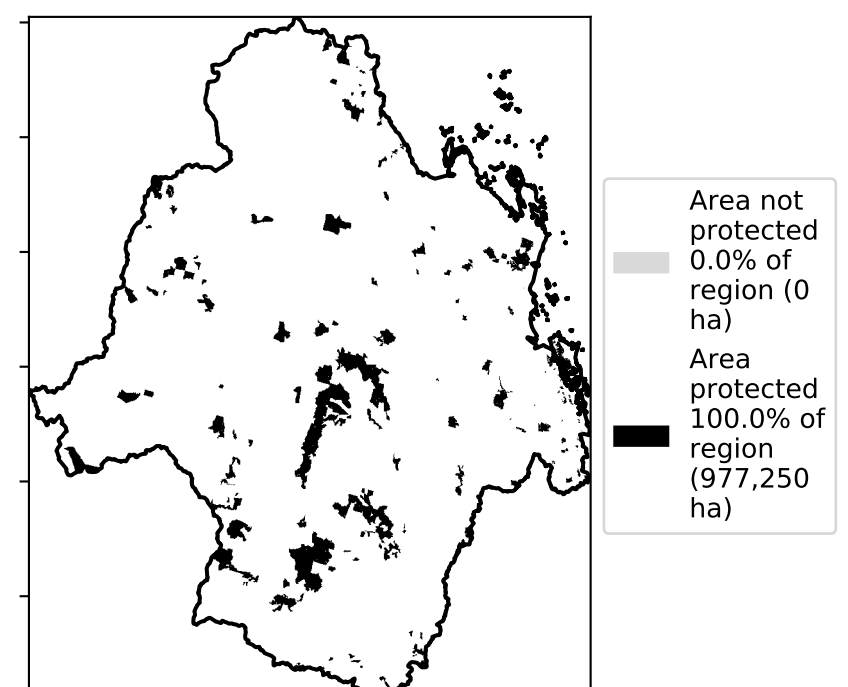 Area not
protected
0.0% of
region (0
ha)
Area
protected
100.0% of
region
(977,250
ha)